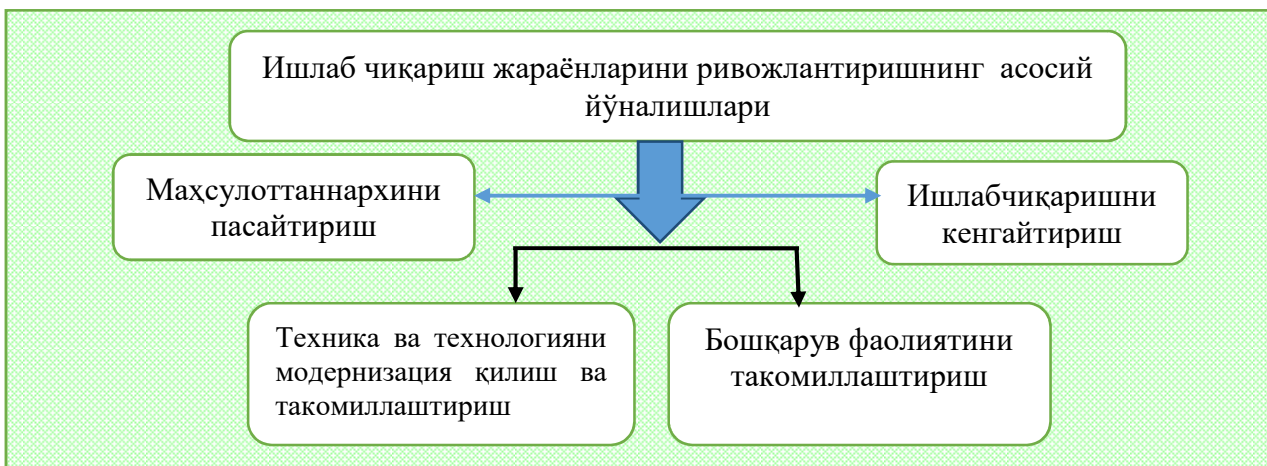 Ишлаб чиқариш жараёнларини ривожлантиришнинг асосий
йўналишлари
Маҳсулоттаннархини
пасайтириш
Ишлабчиқаришни
кенгайтириш
Техника ва технологияни
модернизация қилиш ва
такомиллаштириш
Бошқарув фаолиятини
такомиллаштириш